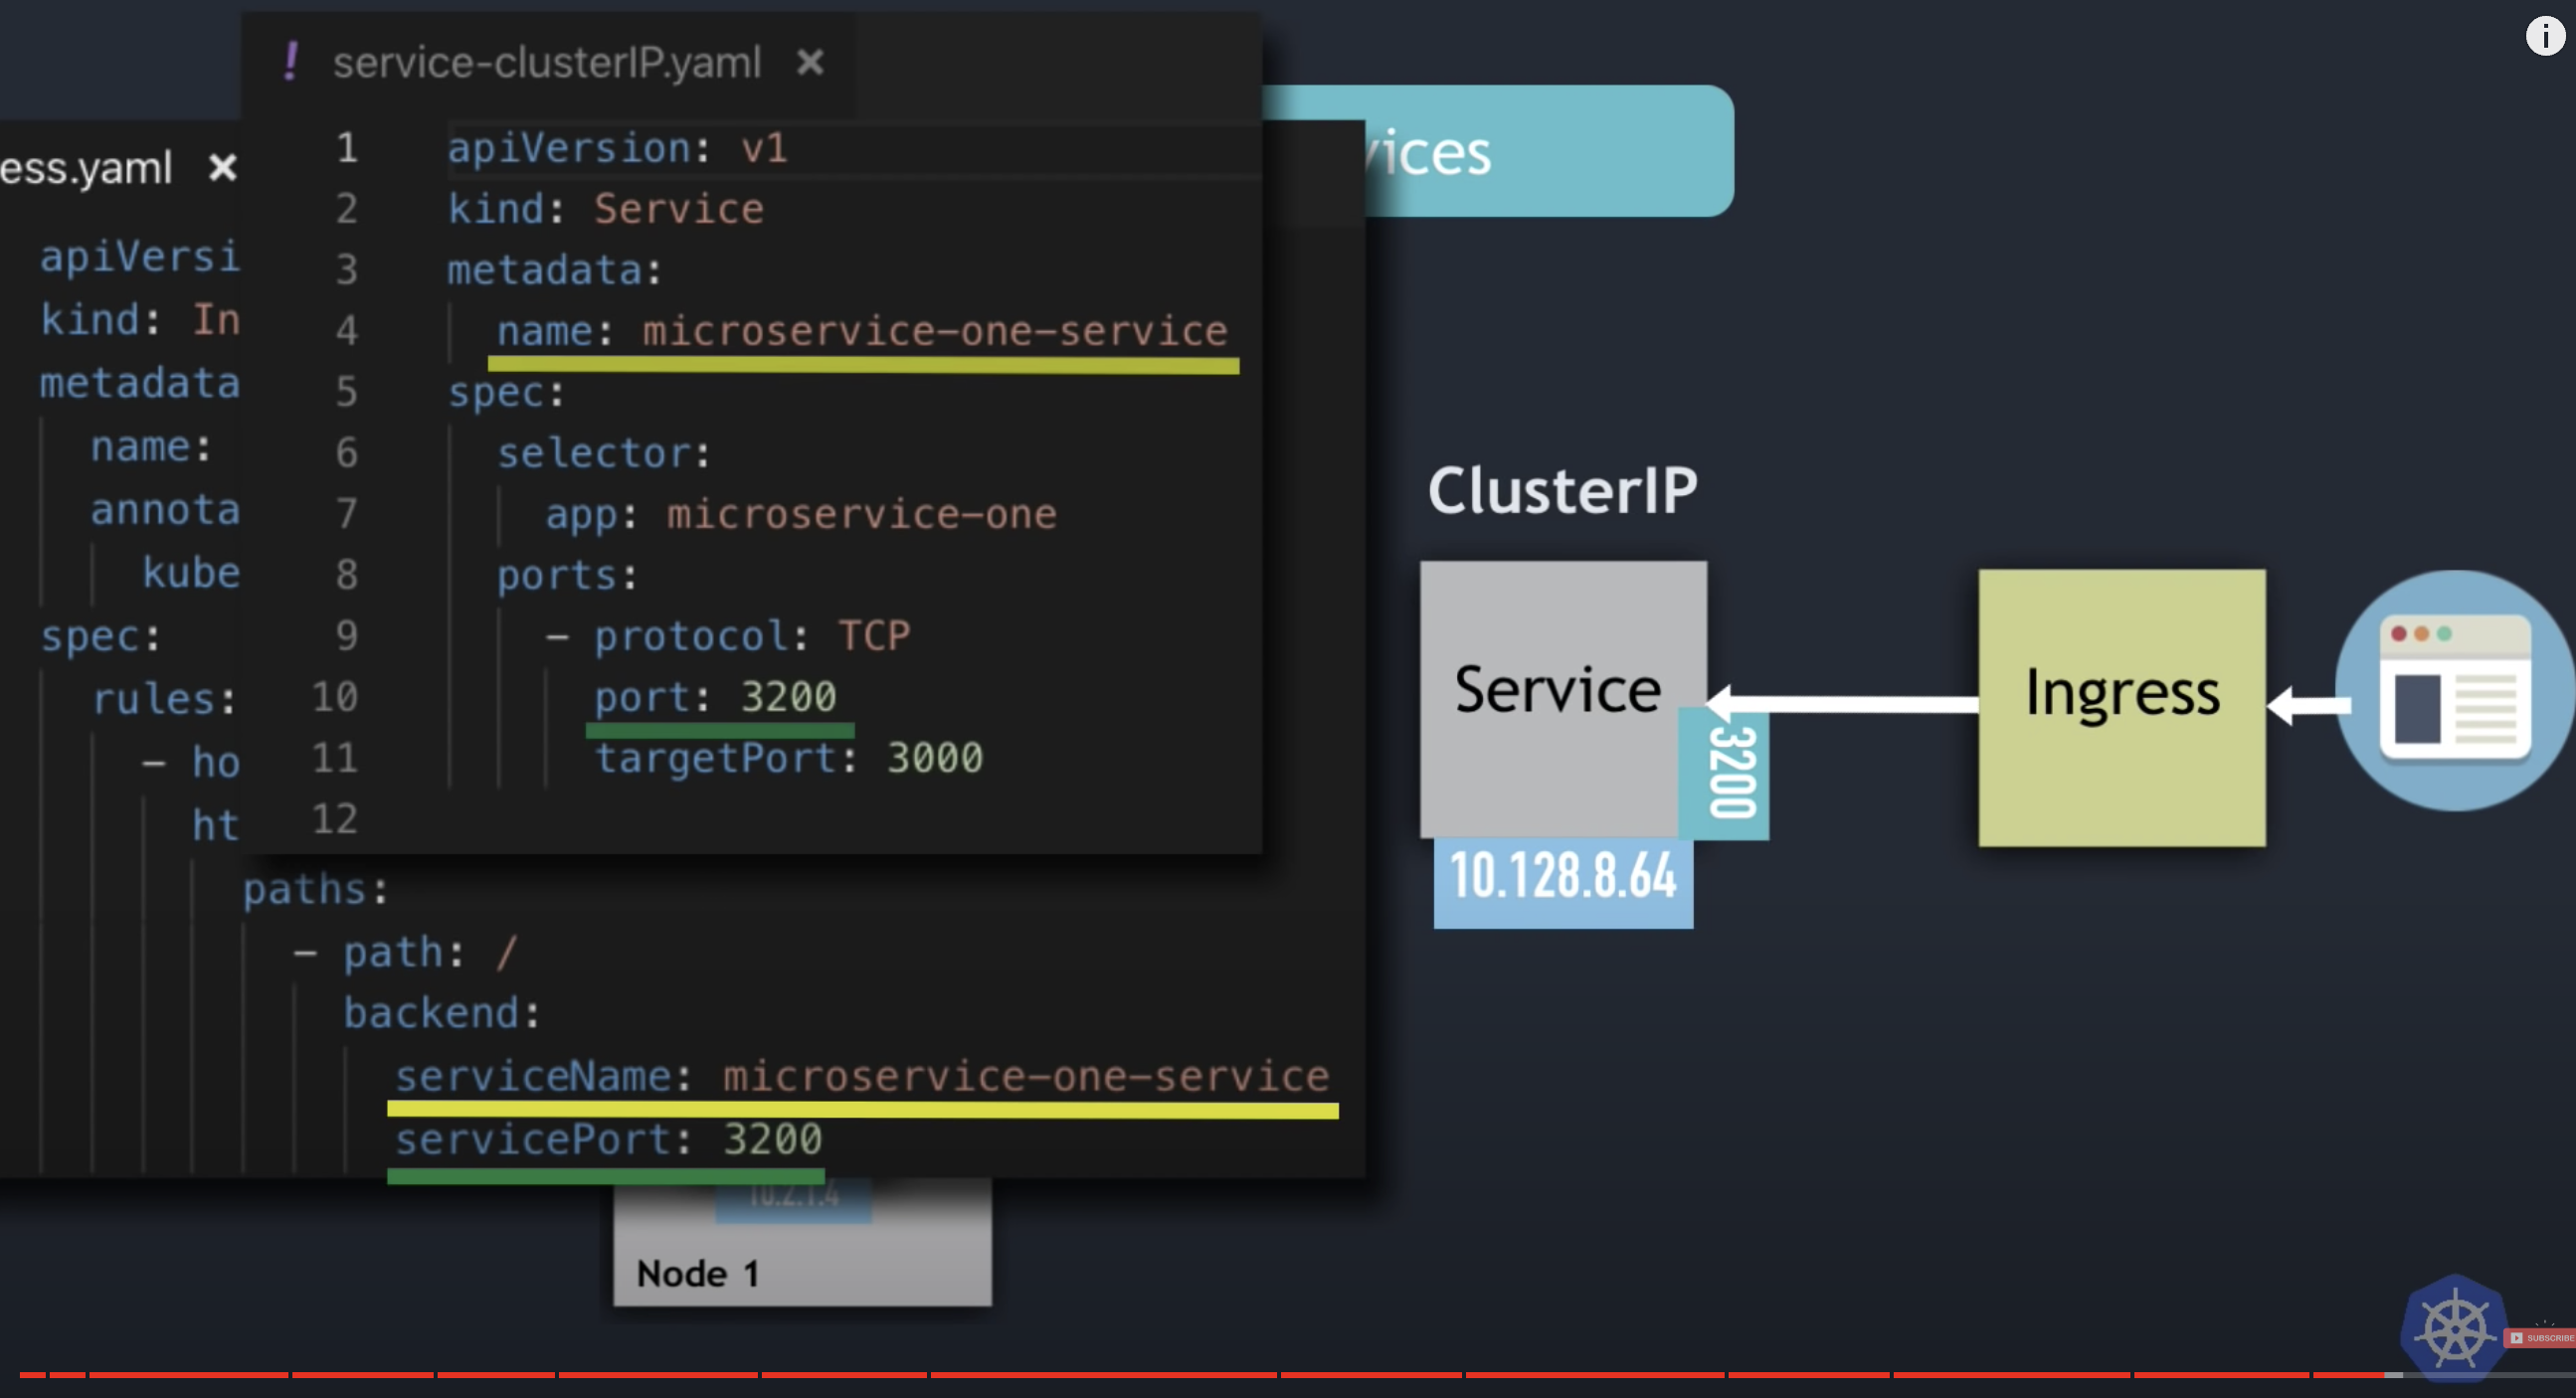 service-clusterIP.yaml ×
1 apiVersion: v1
2 kind: Service
3 metadata:
4 name: microservice-one-service
5 spec:
6 selector:
7 app: microservice-one
8 ports:
9 - protocol: TCP
10 port: 3200
11 targetPort: 3000
12
ess.yaml ×
apiVersi
kind: In
metadata
name:
annota
kube
spec:
rules:
- ho
ht
paths:
- path: /
backend:
serviceName: microservice-one-service
servicePort: 3200
vices
ClusterIP
Service
3200
10.128.8.64
Ingress
10.2.1.4
Node 1
SUBSCRIBE
i